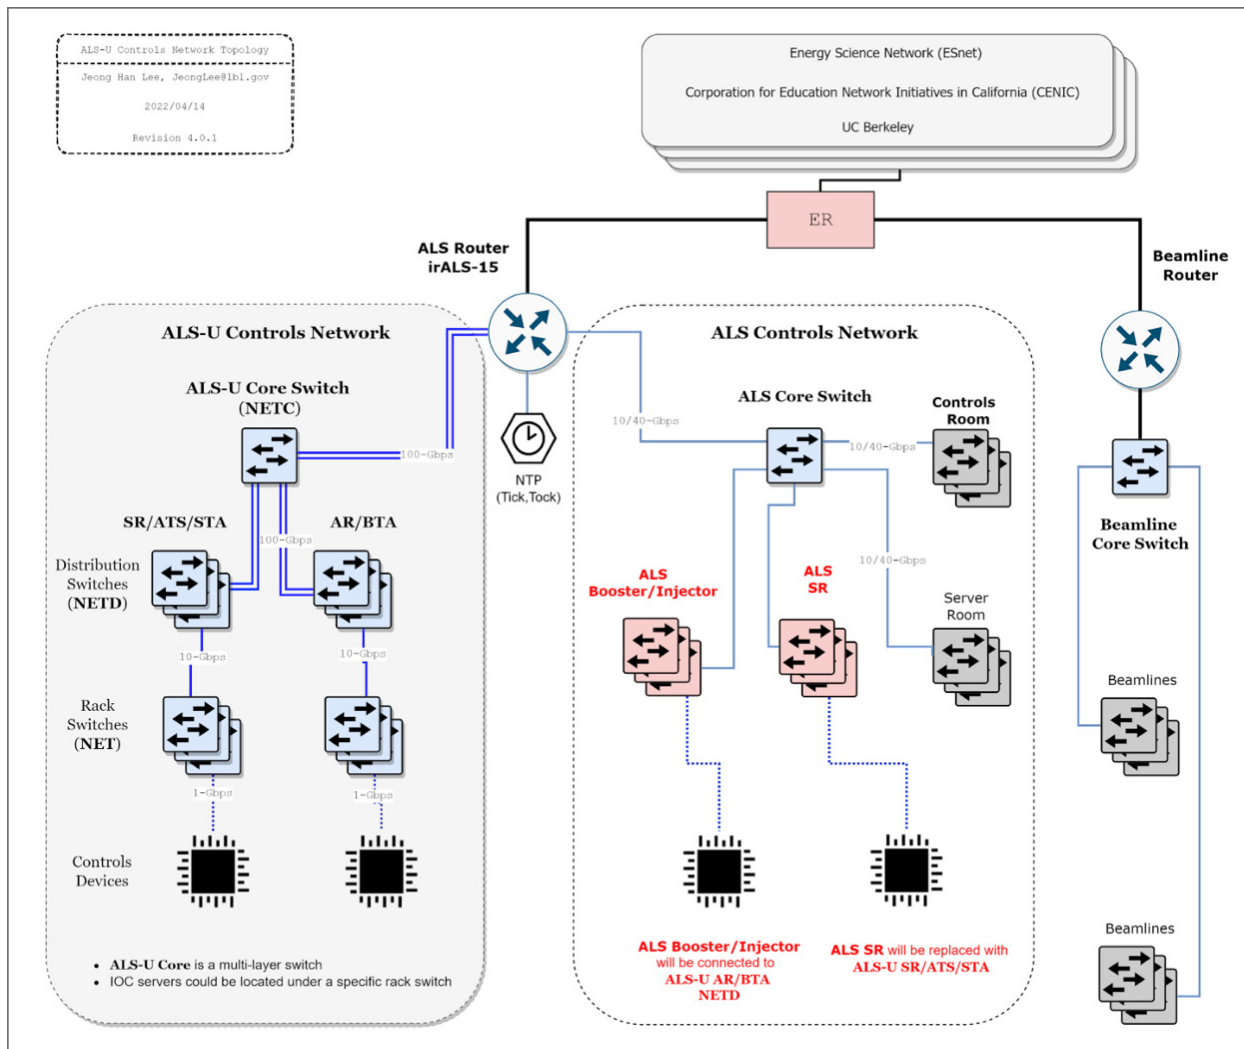 ALS-U Controls Network Topology
Jeong Han Lee, JeongLee@lbl.gov
2022/04/14
Revision 4.0.1
Energy Science Network (ESnet)
Corporation for Education Network Initiatives in California (CENIC)
UC Berkeley
ER
ALS Router
irALS-15
Beamline
Router
ALS-U Controls Network
ALS-U Core Switch
(NETC)
100-Gbps
NTP
(Tick,Tock)
SR/ATS/STA
AR/BTA
100-Gbps
Distribution
Switches
(NETD)
10-Gbps
10-Gbps
Rack
Switches
(NET)
1-Gbps
1-Gbps
Controls
Devices
• ALS-U Core is a multi-layer switch
• IOC servers could be located under a specific rack switch
ALS Controls Network
ALS Core Switch
10/40-Gbps
10/40-Gbps
Controls
Room
10/40-Gbps
ALS
Booster/Injector
ALS
SR
Server
Room
ALS Booster/Injector
will be connected to
ALS-U AR/BTA
NETD
ALS SR will be replaced with
ALS-U SR/ATS/STA
Beamline
Core Switch
Beamlines
Beamlines